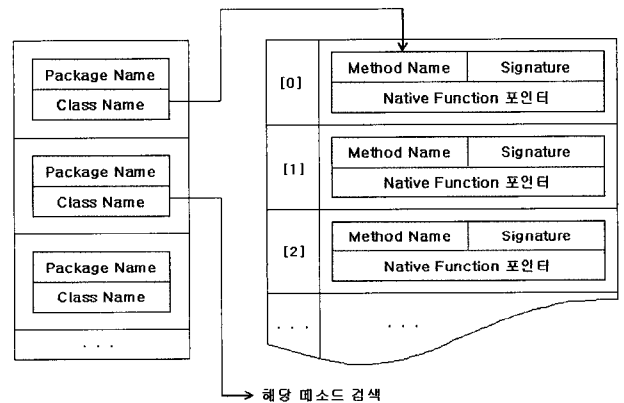 Package Name
Class Name
Package Name
Class Name
Package Name
Class Name
. . .
[0]
Method Name Signature
Native Function 포인터
[1]
Method Name Signature
Native Function 포인터
[2]
Method Name Signature
Native Function 포인터
. . . . . .
해당 메소드 검색